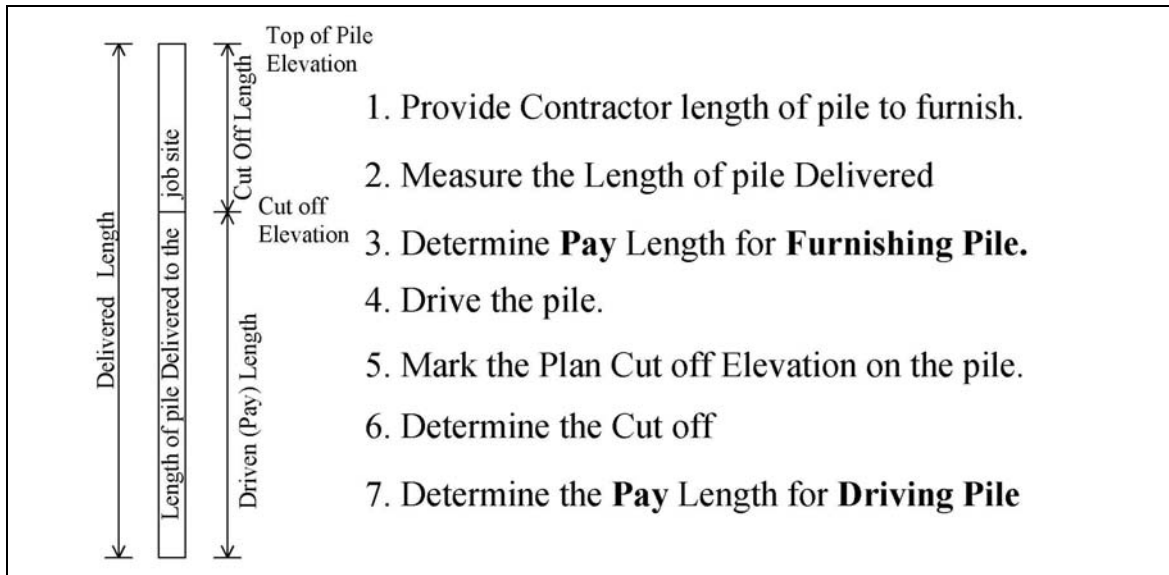 Top of Pile
Elevation
Cut off
Elevation
Delivered Length
Length of pile Delivered to the job site
Cut Off Length
Driven (Pay) Length
1. Provide Contractor length of pile to furnish.
2. Measure the Length of pile Delivered
3. Determine Pay Length for Furnishing Pile.
4. Drive the pile.
5. Mark the Plan Cut off Elevation on the pile.
6. Determine the Cut off
7. Determine the Pay Length for Driving Pile